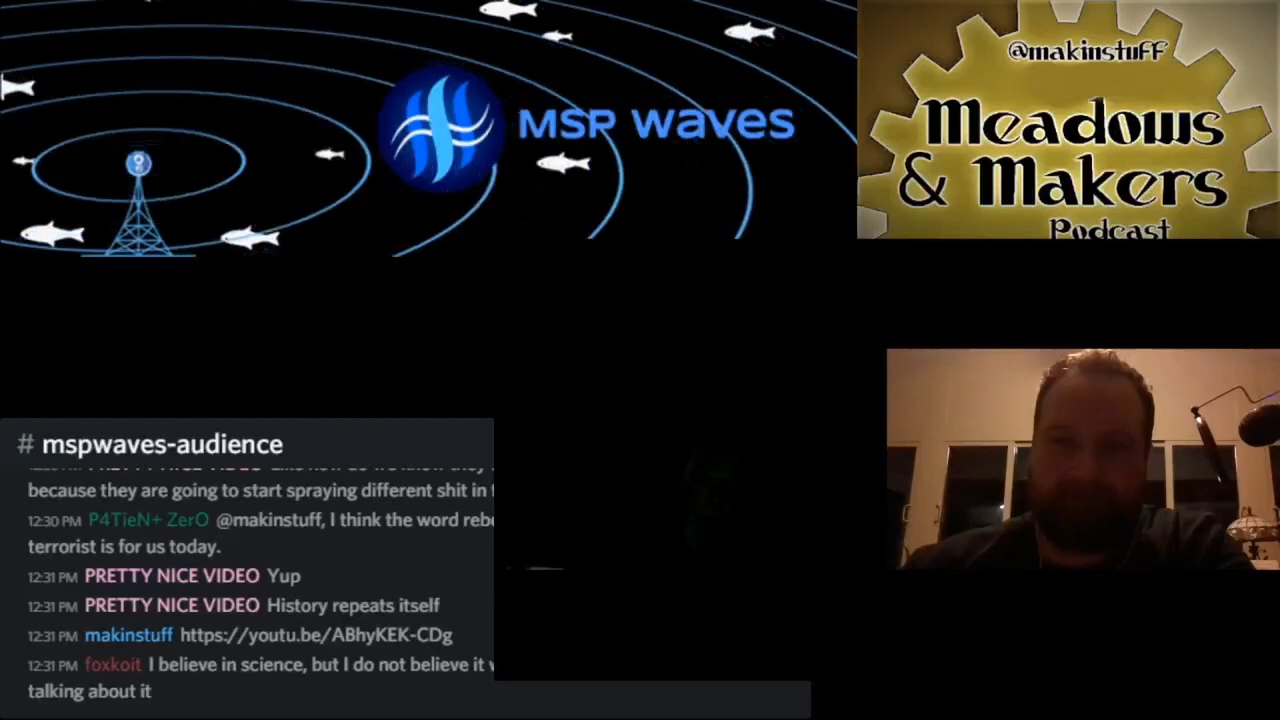 @makinstuff
MSP waves
Meadows
& Makers
Podcast
# mspwaves-audience
PRETTY NICE VIDEO
because they are going to start spraying different shit in
12:30 PM P4TieN+ ZerO @makinstuff, I think the word
terrorist is for us today.
12:31 PM PRETTY NICE VIDEO Yup
12:31 PM PRETTY NICE VIDEO History repeats itself
12:31 PM makinstuff https://youtu.be/ABhyKEK-CDg
12:31 PM foxkoit I believe in science, but I do not believe it
talking about it